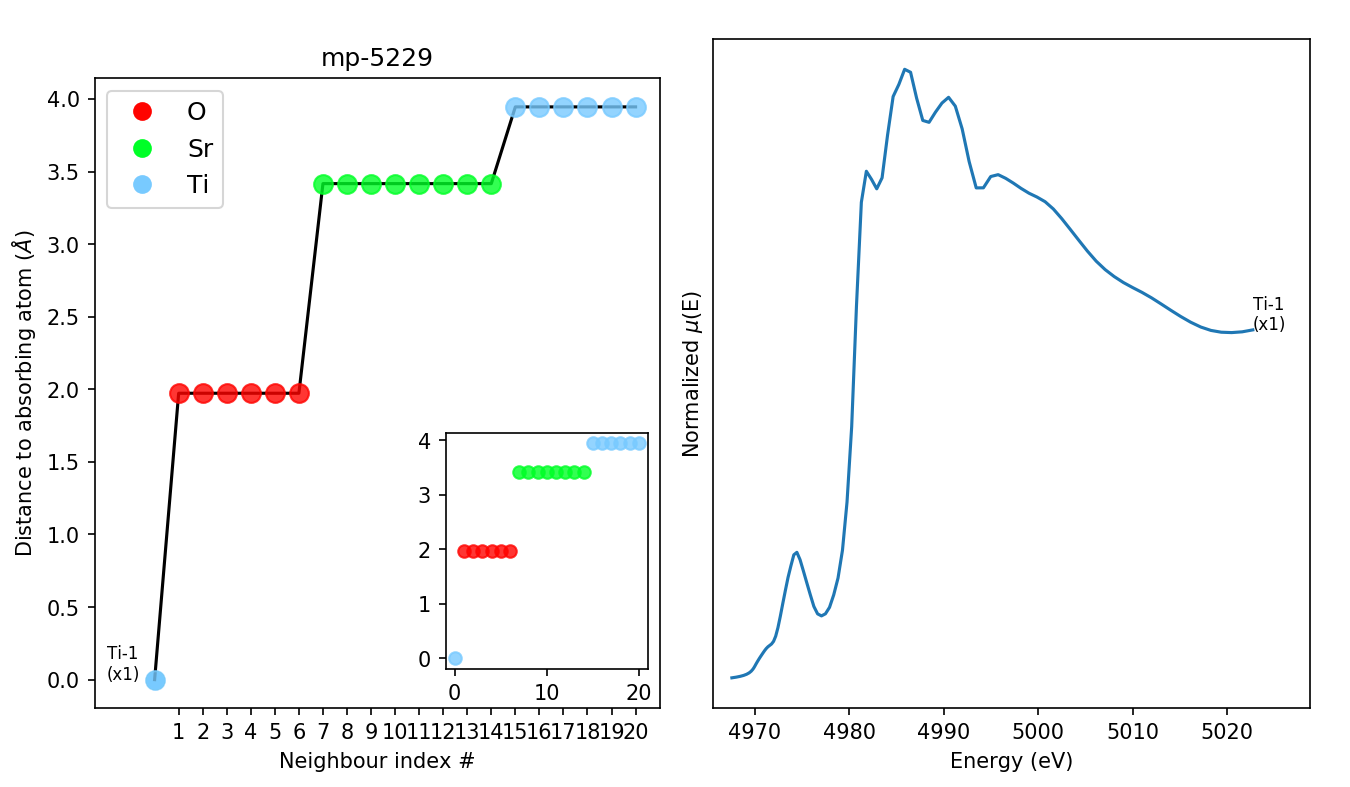 mp-5229
Distance to absorbing atom (Å)
4.0
3.5
3.0
2.5
2.0
1.5
1.0
0.5
0.0
O
Sr
Ti
Ti-1
(x1)
4
3
2
1
0
0 10 20
1 2 3 4 5 6 7 8 9 10 11 12 13 14 15 16 17 18 19 20
Neighbour index #
Normalized μ(E)
Ti-1
(x1)
4970 4980 4990 5000 5010 5020
Energy (eV)